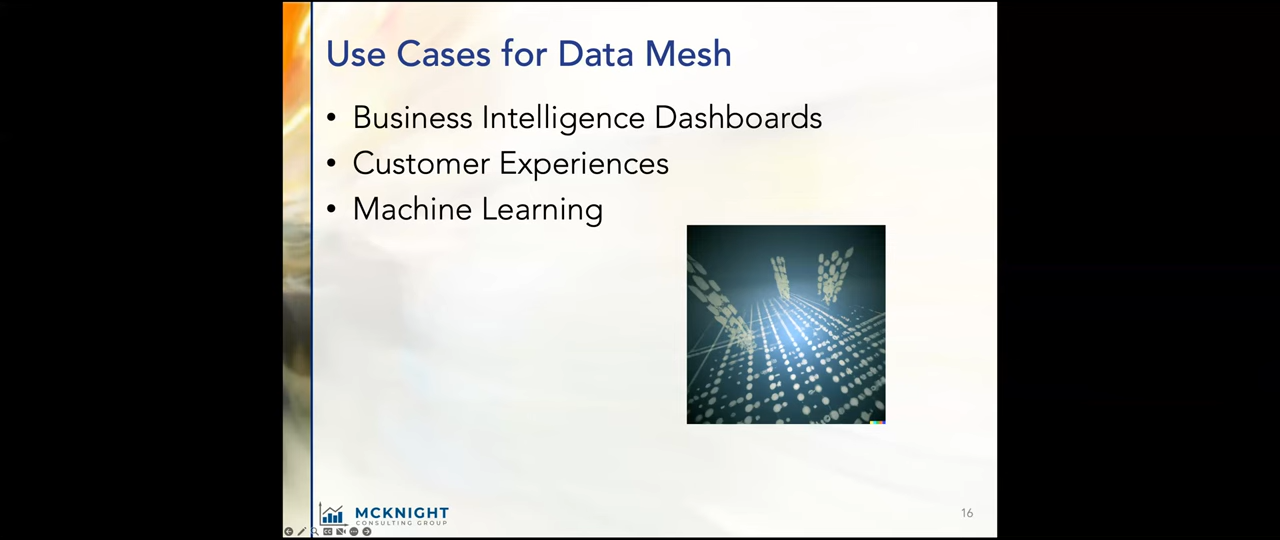 Use Cases for Data Mesh
• Business Intelligence Dashboards
• Customer Experiences
• Machine Learning
MCKNIGHT
CONSULTING GROUP
16